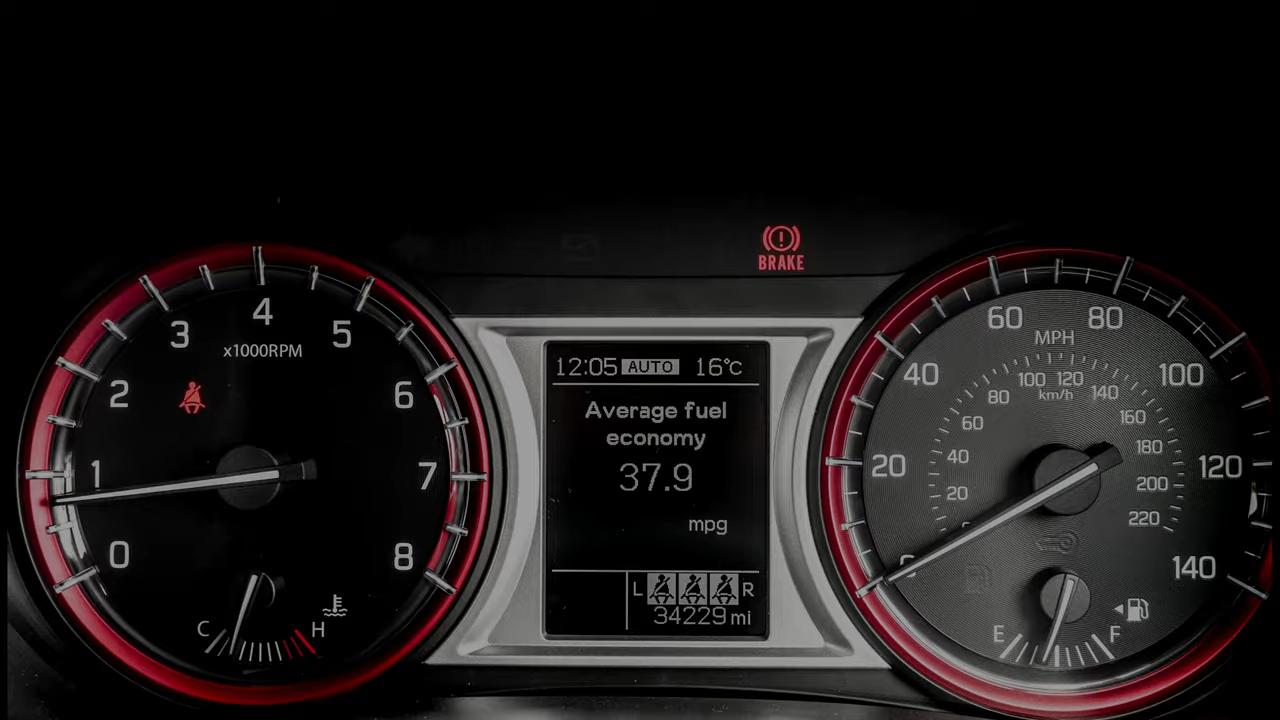 BRAKE
4
3
5
x1000RPM
2
6
1
7
0
8
C
H
12:05 AUTO 16°C
Average fuel
economy
37.9
mpg
L R
34229mi
60 80
MPH
40
100
100 120
80 km/h 140
60
160
40
180
20
200
220
20
120
0
140
E F